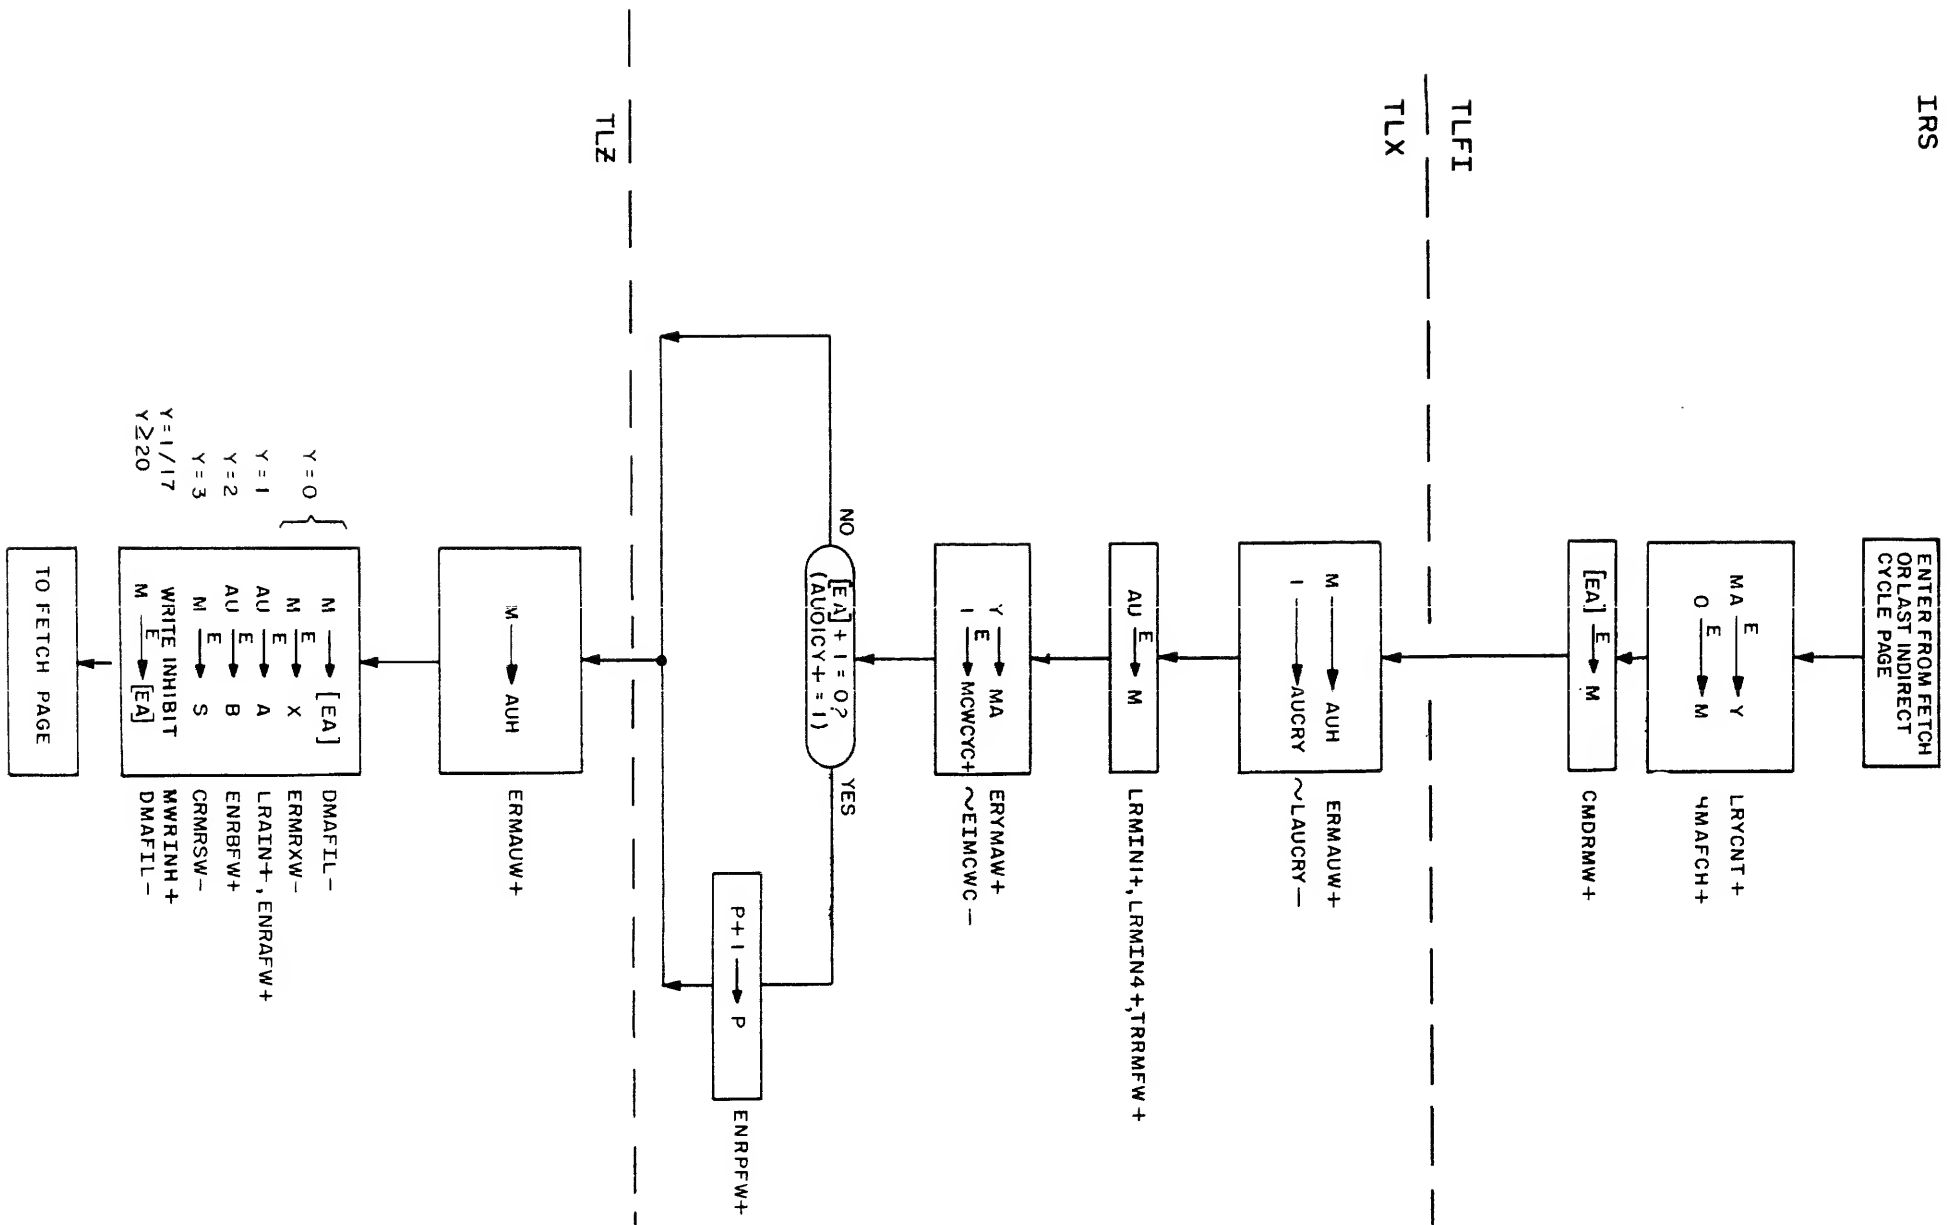 IRS
ENTER FROM FETCH
OR LAST INDIRECT
CYCLE PAGE
MA E Y
LRYCNT+
O E M
4MAFCH+
[EA] E M
CMDRMW+
TLFI
TLX
M AUH
ERMAUW+
I AUCRY
~LAUCRY-
AU E M
LRMIN1+,LRMIN4+,TRRMFW+
Y E MA
ERYMAW+
I MCWCYC+
~EIMCWC-
[EA]+1=0?
(AUOICY+=1)
NO
YES
P+1 P
ENRPFW+
TLZ
M AUH
ERMAUW+
Y=0
M E [EA]
DMAFIL-
M E X
ERMRXW-
Y=1
AU E A
LRAIN+,ENRAFW+
Y=2
AU E B
ENRBFW+
Y=3
M S
CRMRSW-
Y=1/17
WRITE INHIBIT
MWRINH+
Y≥20
M E [EA]
DMAFIL-
TO FETCH PAGE